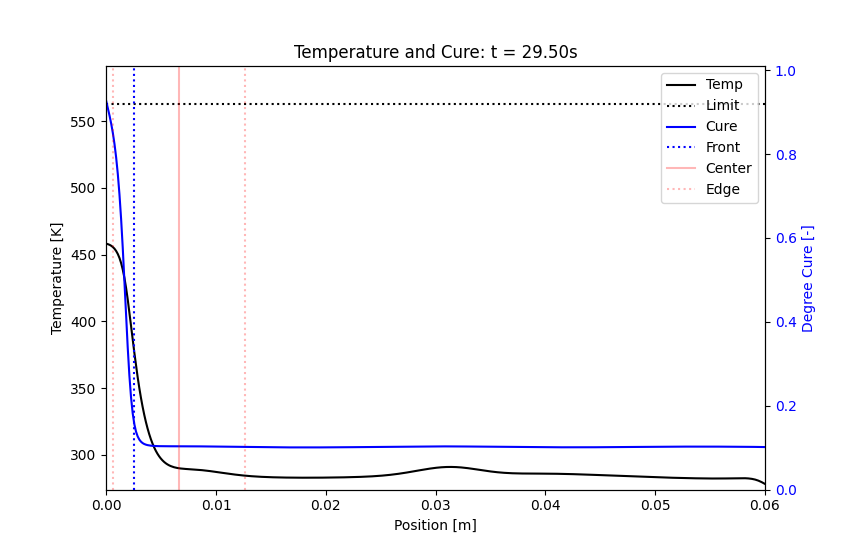 Temperature and Cure: t = 29.50s
Temp
Limit
Cure
Front
Center
Edge
550
500
450
400
350
300
Temperature [K]
1.0
0.8
0.6
0.4
0.2
0.0
Degree Cure [-]
0.00 0.01 0.02 0.03 0.04 0.05 0.06
Position [m]